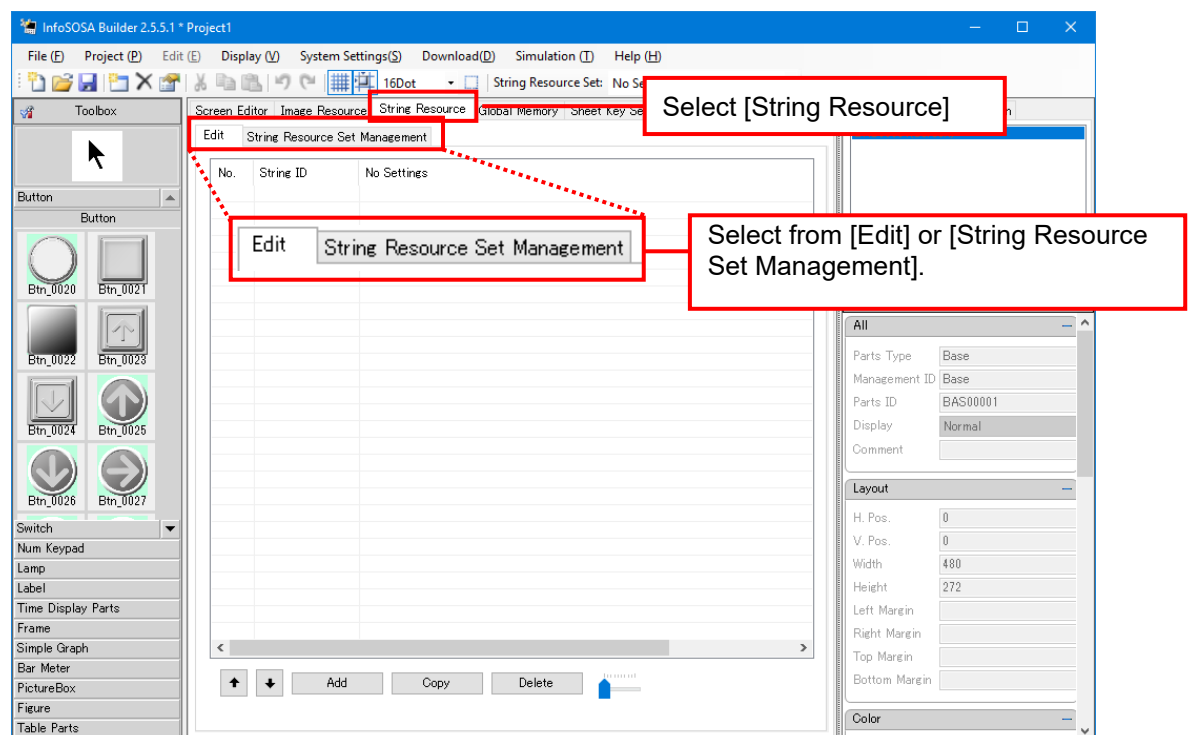 InfoSOSA Builder 2.5.5.1 * Project1
File (F) Project (P) Edit (E) Display (V) System Settings(S) Download(D) Simulation (T) Help (H)
16Dot String Resource Set: No Se
Toolbox
Screen Editor Image Resource String Resource Global Memory Sheet Key Se
Select [String Resource]
Edit String Resource Set Management
No. String ID No Settings
Button
Button
Edit String Resource Set Management
Select from [Edit] or [String Resource
Set Management].
Btn_0020 Btn_0021
Btn_0022 Btn_0023
Btn_0024 Btn_0025
Btn_0026 Btn_0027
Switch
Num Keypad
Lamp
Label
Time Display Parts
Frame
Simple Graph
Bar Meter
PictureBox
Figure
Table Parts
Add Copy Delete
All
Parts Type Base
Management ID Base
Parts ID BAS00001
Display Normal
Comment
Layout
H. Pos. 0
V. Pos. 0
Width 480
Height 272
Left Margin
Right Margin
Top Margin
Bottom Margin
Color